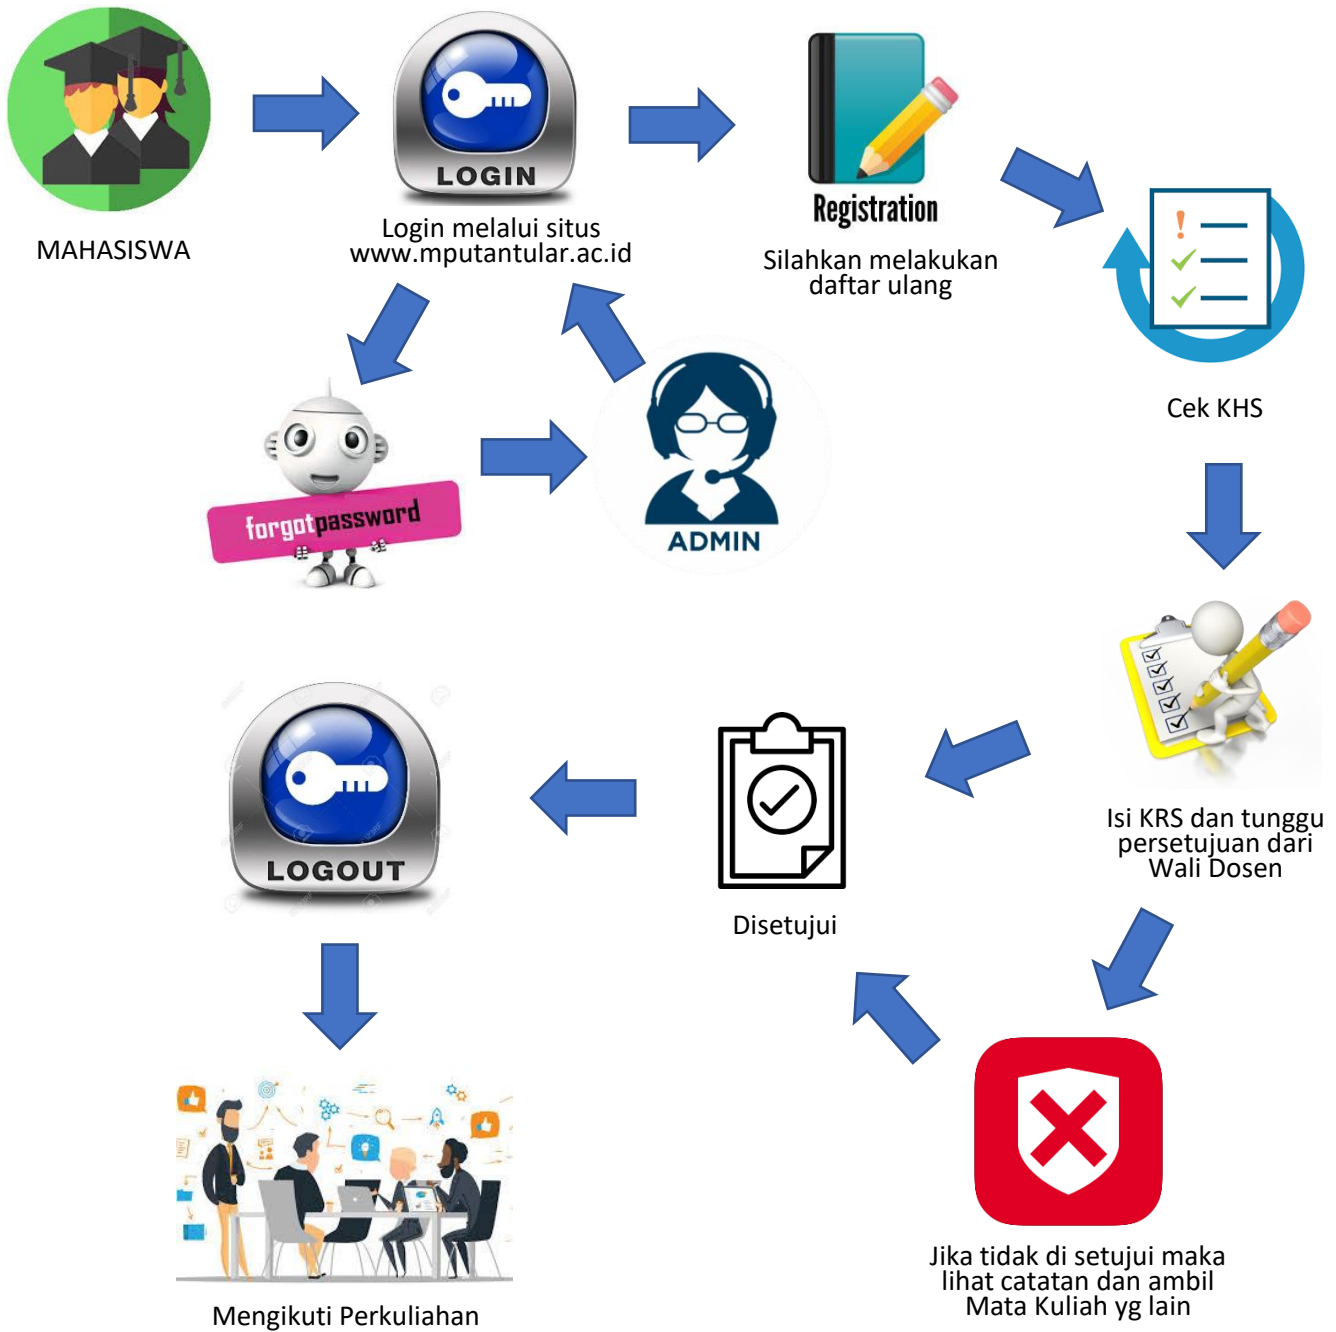 LOGIN
Registration
MAHASISWA
Login melalui situs
www.mputantular.ac.id
Silahkan melakukan
daftar ulang
Cek KHS
forgotpassword
ADMIN
Isi KRS dan tunggu
persetujuan dari
Wali Dosen
LOGOUT
Disetujui
Jika tidak di setujui maka
lihat catatan dan ambil
Mata Kuliah yg lain
Mengikuti Perkuliahan